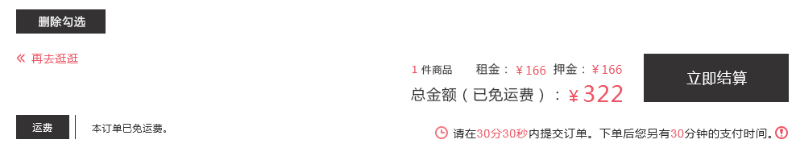 删除勾选
« 再去逛逛
1 件商品 租金：￥166 押金：￥166
总金额（已免运费）：￥322
立即结算
运费 本订单已免运费。
请在30分30秒内提交订单。下单后您另有30分钟的支付时间。